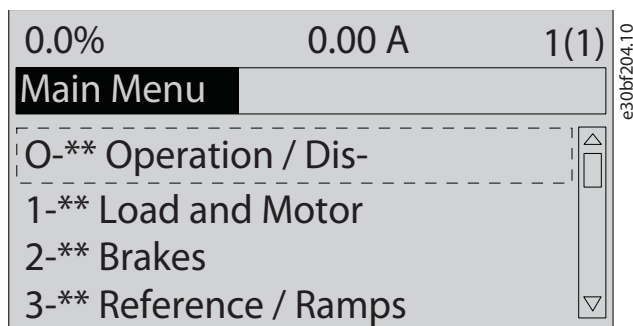 0.0% 0.00 A 1(1)
Main Menu
O-** Operation / Dis-
1-** Load and Motor
2-** Brakes
3-** Reference / Ramps
e30bf204.10